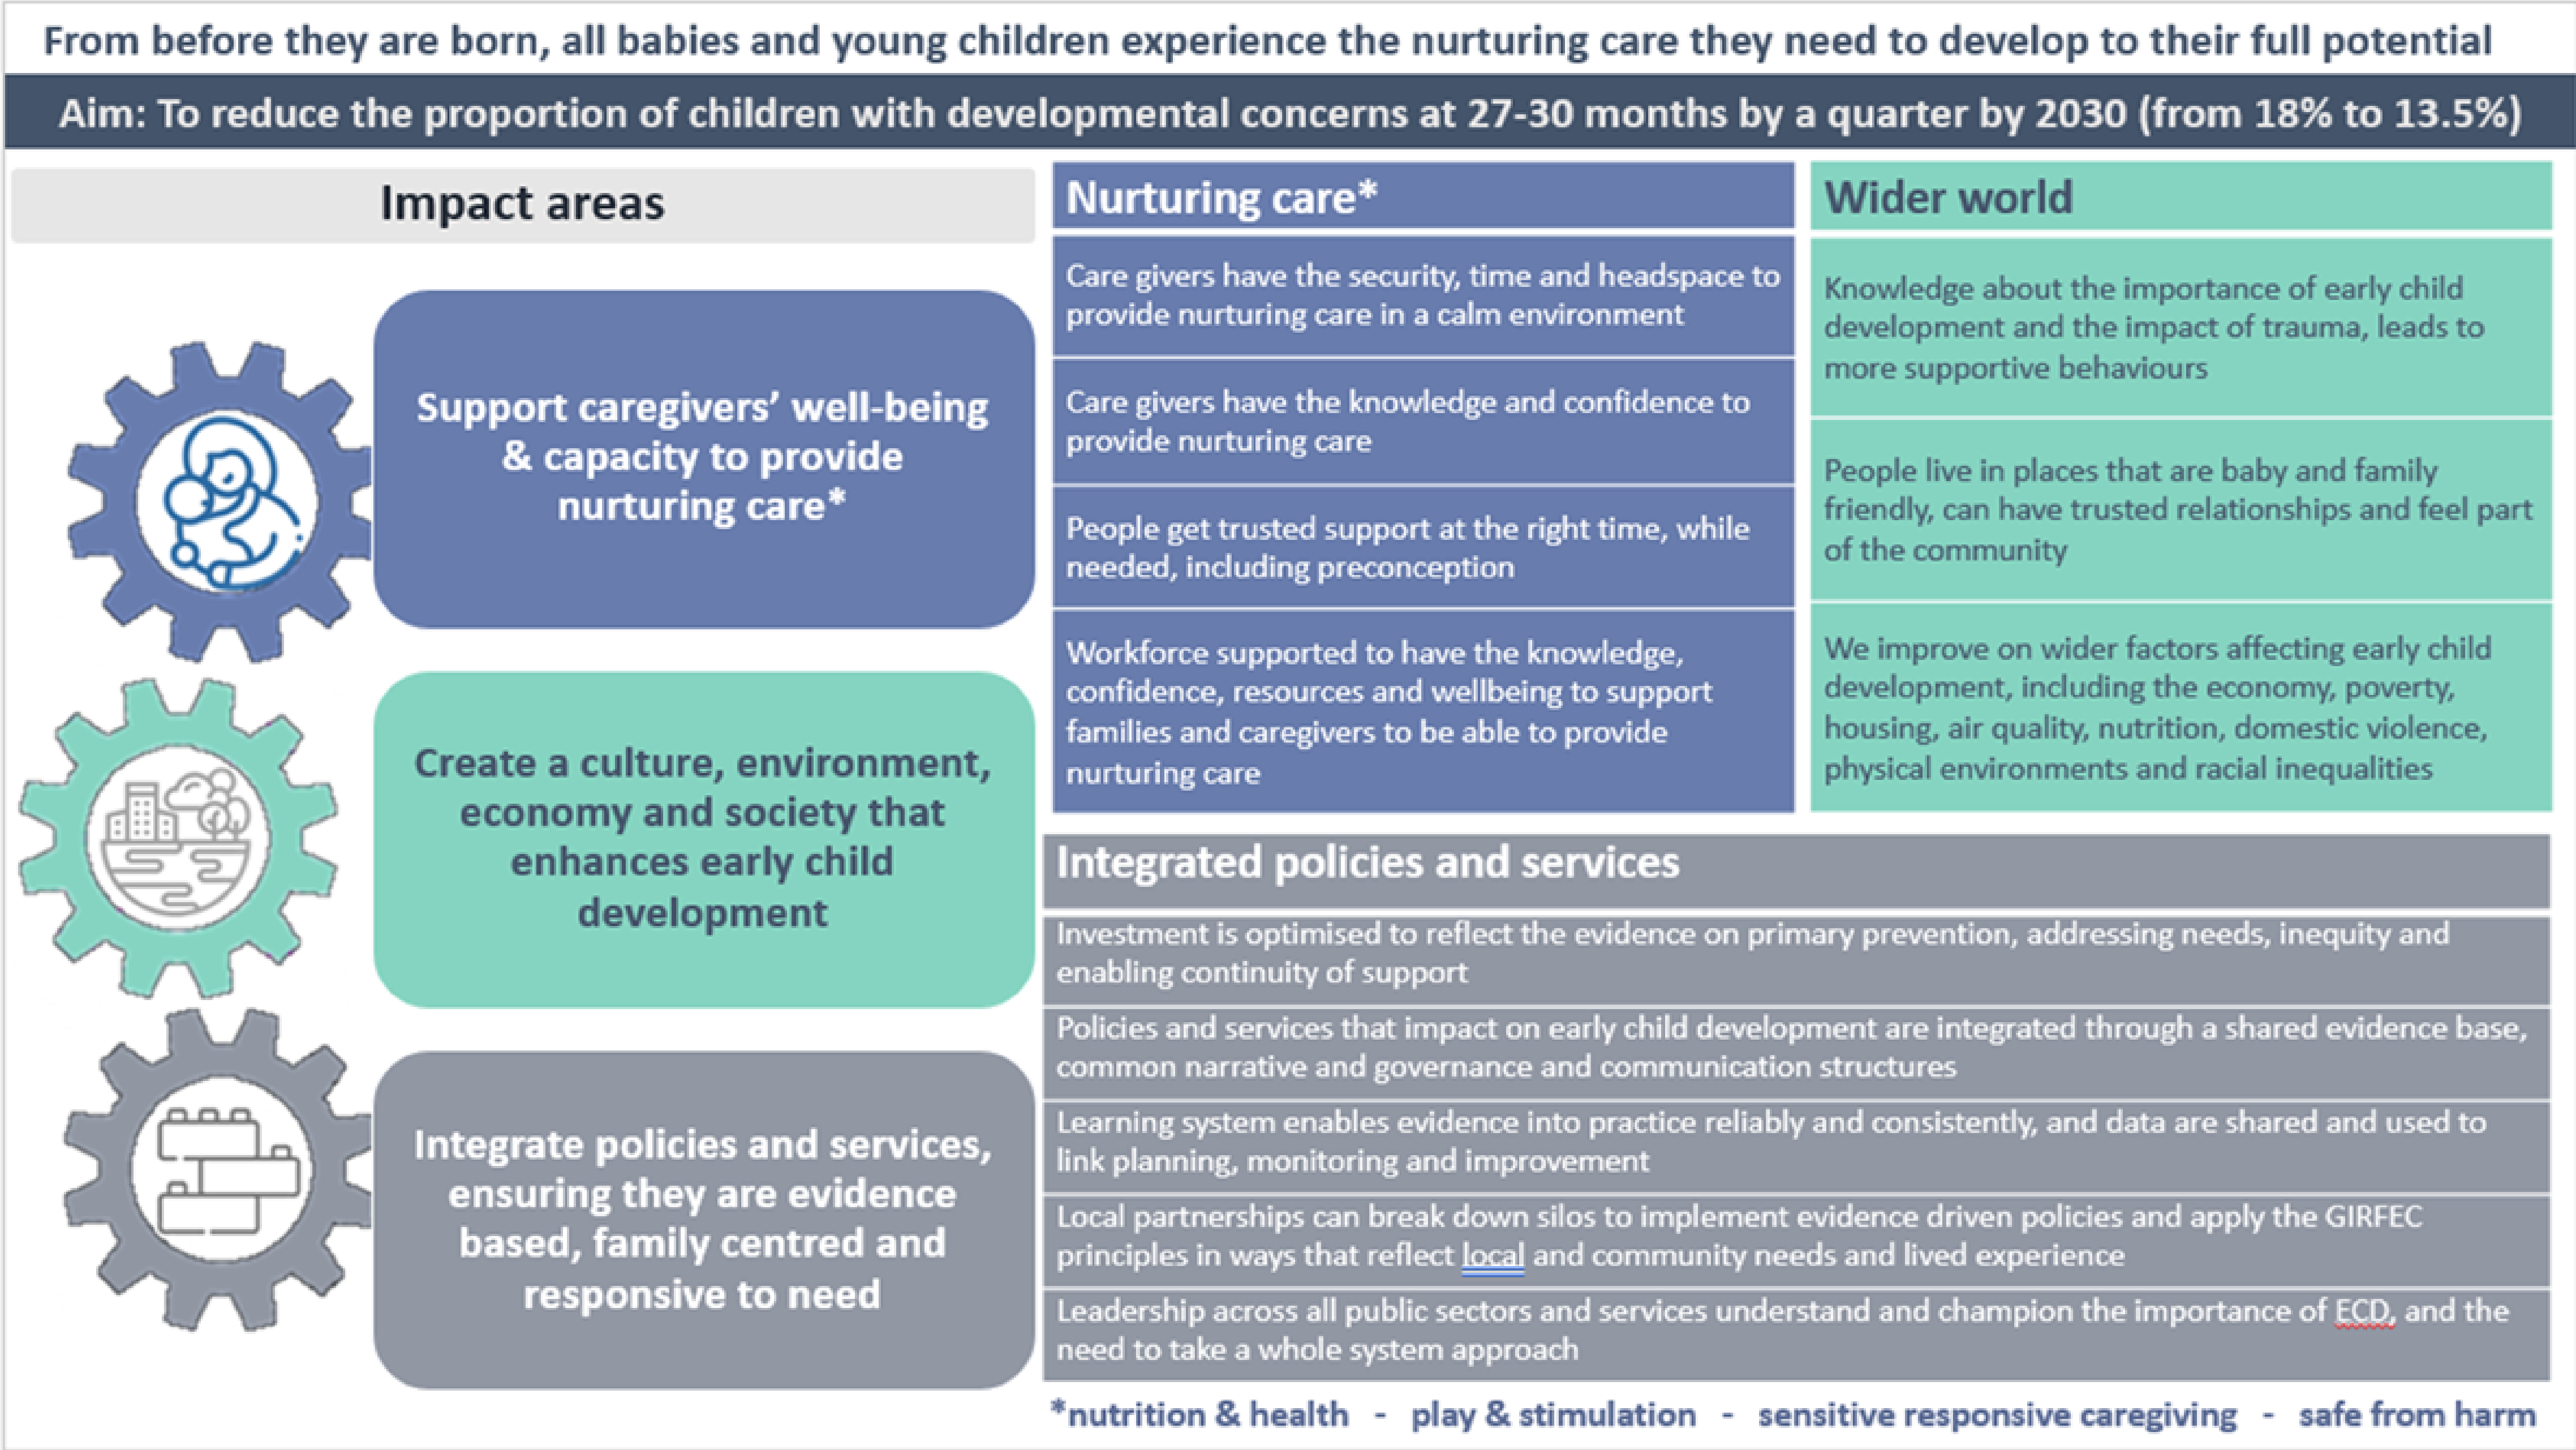 From before they are born, all babies and young children experience the nurturing care they need to develop to their full potential
Aim: To reduce the proportion of children with developmental concerns at 27-30 months by a quarter by 2030 (from 18% to 13.5%)
Impact areas
Support caregivers’ well-being
& capacity to provide
nurturing care*
Create a culture, environment,
economy and society that
enhances early child
development
Integrate policies and services,
ensuring they are evidence
based, family centred and
responsive to need
Nurturing care*
Care givers have the security, time and headspace to
provide nurturing care in a calm environment
Care givers have the knowledge and confidence to
provide nurturing care
People get trusted support at the right time, while
needed, including preconception
Workforce supported to have the knowledge,
confidence, resources and wellbeing to support
families and caregivers to be able to provide
nurturing care
Wider world
Knowledge about the importance of early child
development and the impact of trauma, leads to
more supportive behaviours
People live in places that are baby and family
friendly, can have trusted relationships and feel part
of the community
We improve on wider factors affecting early child
development, including the economy, poverty,
housing, air quality, nutrition, domestic violence,
physical environments and racial inequalities
Integrated policies and services
Investment is optimised to reflect the evidence on primary prevention, addressing needs, inequity and
enabling continuity of support
Policies and services that impact on early child development are integrated through a shared evidence base,
common narrative and governance and communication structures
Learning system enables evidence into practice reliably and consistently, and data are shared and used to
link planning, monitoring and improvement
Local partnerships can break down silos to implement evidence driven policies and apply the GIRFEC
principles in ways that reflect local and community needs and lived experience
Leadership across all public sectors and services understand and champion the importance of ECD, and the
need to take a whole system approach
*nutrition & health - play & stimulation - sensitive responsive caregiving - safe from harm